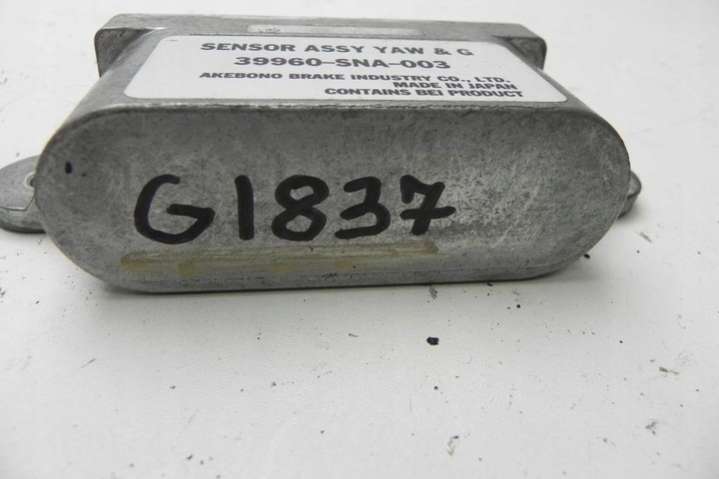 SENSOR ASSY YAW & G
39960-SNA-003
AKEBONO BRAKE INDUSTRY CO., LTD.
MADE IN JAPAN
CONTAINS BEI PRODUCT
G1837